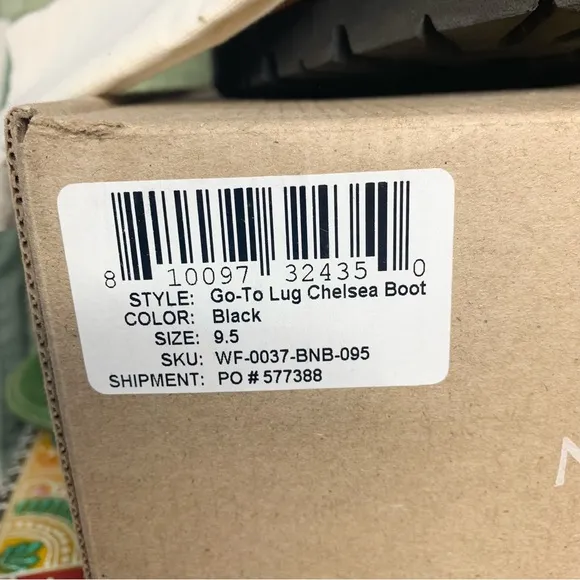 8 10097 32435 0
STYLE: Go-To Lug Chelsea Boot
COLOR: Black
SIZE: 9.5
SKU: WF-0037-BNB-095
SHIPMENT: PO # 577388